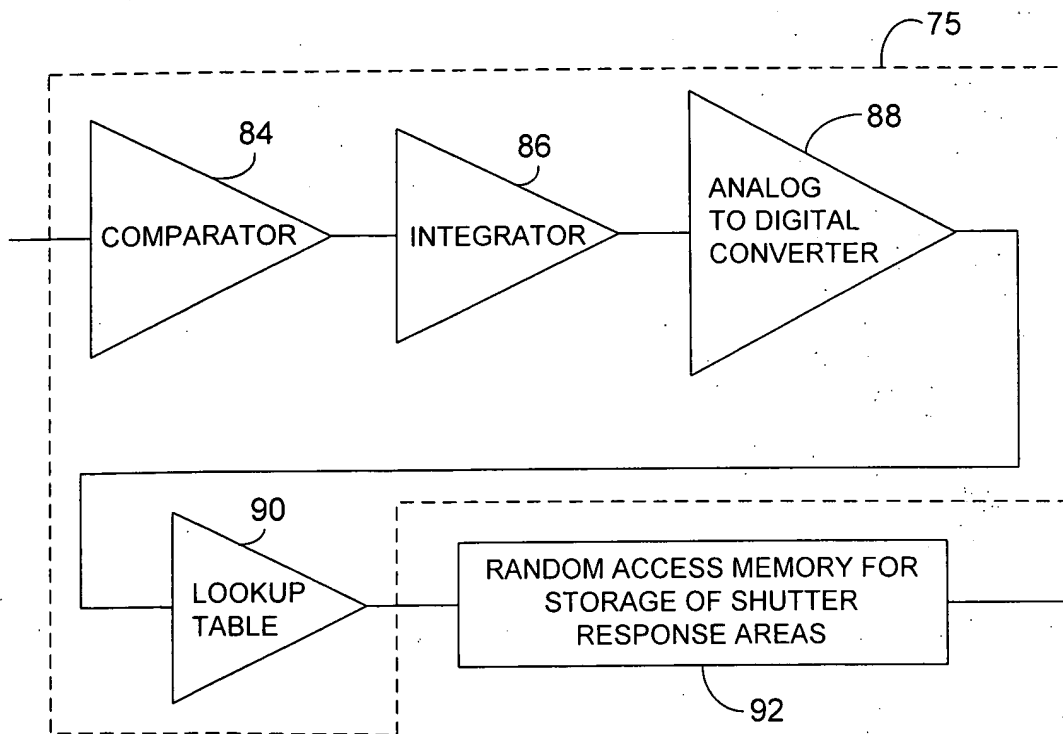 75
84
86
88
COMPARATOR
INTEGRATOR
ANALOG
TO DIGITAL
CONVERTER
90
LOOKUP
TABLE
RANDOM ACCESS MEMORY FOR
STORAGE OF SHUTTER
RESPONSE AREAS
92